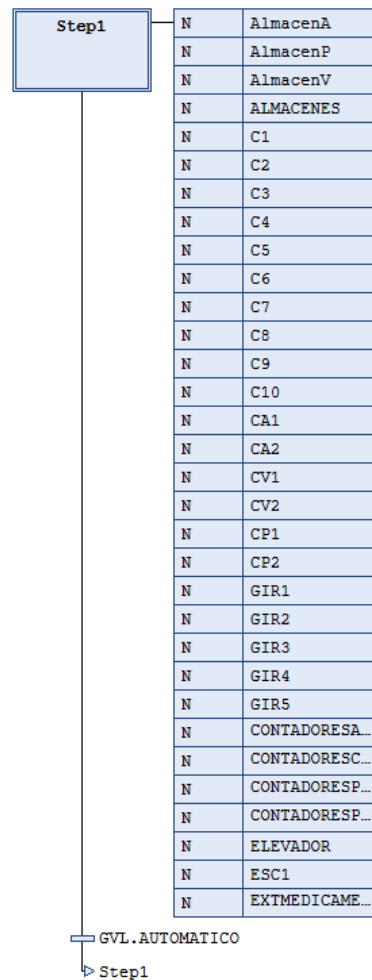 Step1
N AlmacenA
N AlmacenP
N AlmacenV
N ALMACENES
N C1
N C2
N C3
N C4
N C5
N C6
N C7
N C8
N C9
N C10
N CA1
N CA2
N CV1
N CV2
N CP1
N CP2
N GIR1
N GIR2
N GIR3
N GIR4
N GIR5
N CONTADORESA…
N CONTADORESC…
N CONTADORESP…
N CONTADORESP…
N ELEVADOR
N ESC1
N EXTMEDICAME…
GVL.AUTOMATICO
Step1